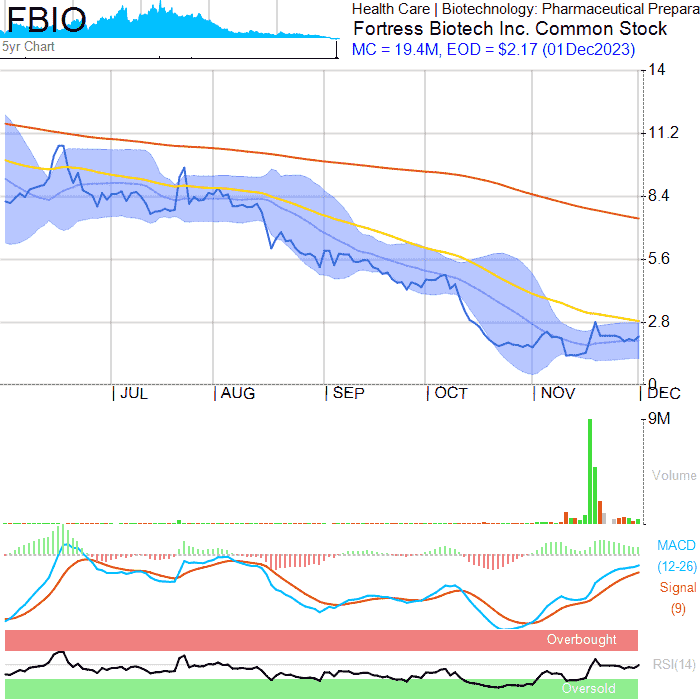 FBIO
5yr Chart
Health Care | Biotechnology: Pharmaceutical Prepara
Fortress Biotech Inc. Common Stock
MC = 19.4M, EOD = $2.17 (01Dec2023)
14
11.2
8.4
5.6
2.8
0
JUL
AUG
SEP
OCT
NOV
DEC
9M
Volume
MACD
(12-26)
Signal
(9)
Overbought
RSI(14)
Oversold